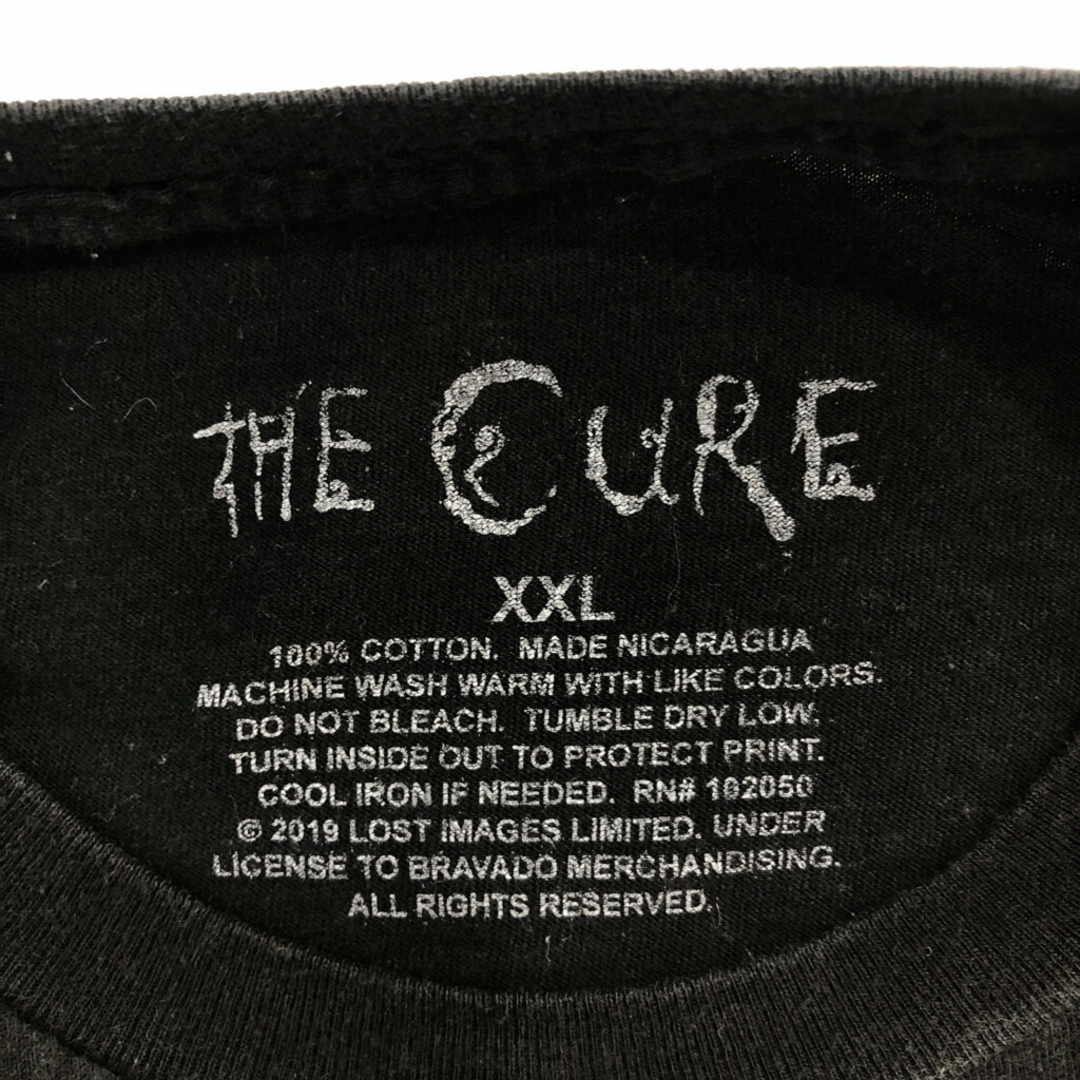 THE CURE
XXL
100% COTTON. MADE NICARAGUA
MACHINE WASH WARM WITH LIKE COLORS.
DO NOT BLEACH. TUMBLE DRY LOW.
TURN INSIDE OUT TO PROTECT PRINT.
COOL IRON IF NEEDED. RN# 102050
© 2019 LOST IMAGES LIMITED. UNDER
LICENSE TO BRAVADO MERCHANDISING.
ALL RIGHTS RESERVED.